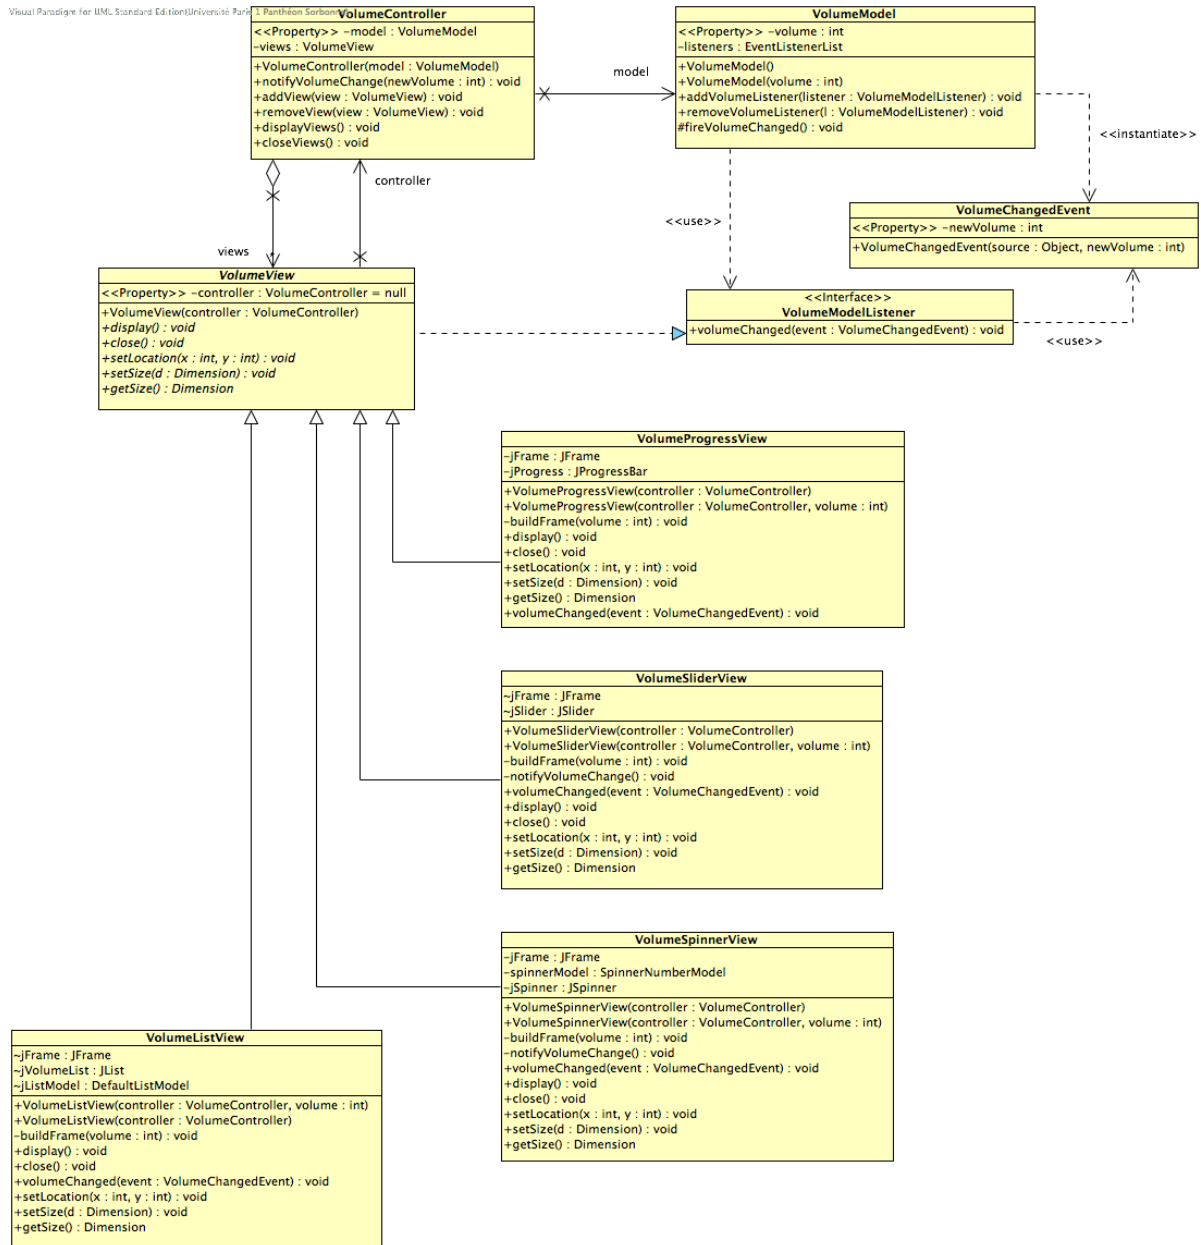 Visual Paradigm for UML Standard Edition(Université Paris 1 Panthéon Sorbonne)
VolumeController
<<Property>> -model : VolumeModel
-views : VolumeView
+VolumeController(model : VolumeModel)
+notifyVolumeChange(newVolume : int) : void
+addView(view : VolumeView) : void
+removeView(view : VolumeView) : void
+displayViews() : void
+closeViews() : void
model
VolumeModel
<<Property>> -volume : int
-listeners : EventListenerList
+VolumeModel()
+VolumeModel(volume : int)
+addVolumeListener(listener : VolumeModelListener) : void
+removeVolumeListener(l : VolumeModelListener) : void
#fireVolumeChanged() : void
<<instantiate>>
controller
<<use>>
VolumeChangedEvent
<<Property>> -newVolume : int
+VolumeChangedEvent(source : Object, newVolume : int)
views
VolumeView
<<Property>> -controller : VolumeController = null
+VolumeView(controller : VolumeController)
+display() : void
+close() : void
+setLocation(x : int, y : int) : void
+setSize(d : Dimension) : void
+getSize() : Dimension
<<Interface>>
VolumeModelListener
+volumeChanged(event : VolumeChangedEvent) : void
<<use>>
VolumeProgressView
-jFrame : JFrame
-jProgress : JProgressBar
+VolumeProgressView(controller : VolumeController)
+VolumeProgressView(controller : VolumeController, volume : int)
-buildFrame(volume : int) : void
+display() : void
+close() : void
+setLocation(x : int, y : int) : void
+setSize(d : Dimension) : void
+getSize() : Dimension
+volumeChanged(event : VolumeChangedEvent) : void
VolumeSliderView
~jFrame : JFrame
~jSlider : JSlider
+VolumeSliderView(controller : VolumeController)
+VolumeSliderView(controller : VolumeController, volume : int)
-buildFrame(volume : int) : void
-notifyVolumeChange() : void
+volumeChanged(event : VolumeChangedEvent) : void
+display() : void
+close() : void
+setLocation(x : int, y : int) : void
+setSize(d : Dimension) : void
+getSize() : Dimension
VolumeSpinnerView
-jFrame : JFrame
-spinnerModel : SpinnerNumberModel
-jSpinner : JSpinner
+VolumeSpinnerView(controller : VolumeController)
+VolumeSpinnerView(controller : VolumeController, volume : int)
-buildFrame(volume : int) : void
-notifyVolumeChange() : void
+volumeChanged(event : VolumeChangedEvent) : void
+display() : void
+close() : void
+setLocation(x : int, y : int) : void
+setSize(d : Dimension) : void
+getSize() : Dimension
VolumeListView
~jFrame : JFrame
~jVolumeList : JList
~jListModel : DefaultListModel
+VolumeListView(controller : VolumeController, volume : int)
+VolumeListView(controller : VolumeController)
-buildFrame(volume : int) : void
+display() : void
+close() : void
+volumeChanged(event : VolumeChangedEvent) : void
+setLocation(x : int, y : int) : void
+setSize(d : Dimension) : void
+getSize() : Dimension